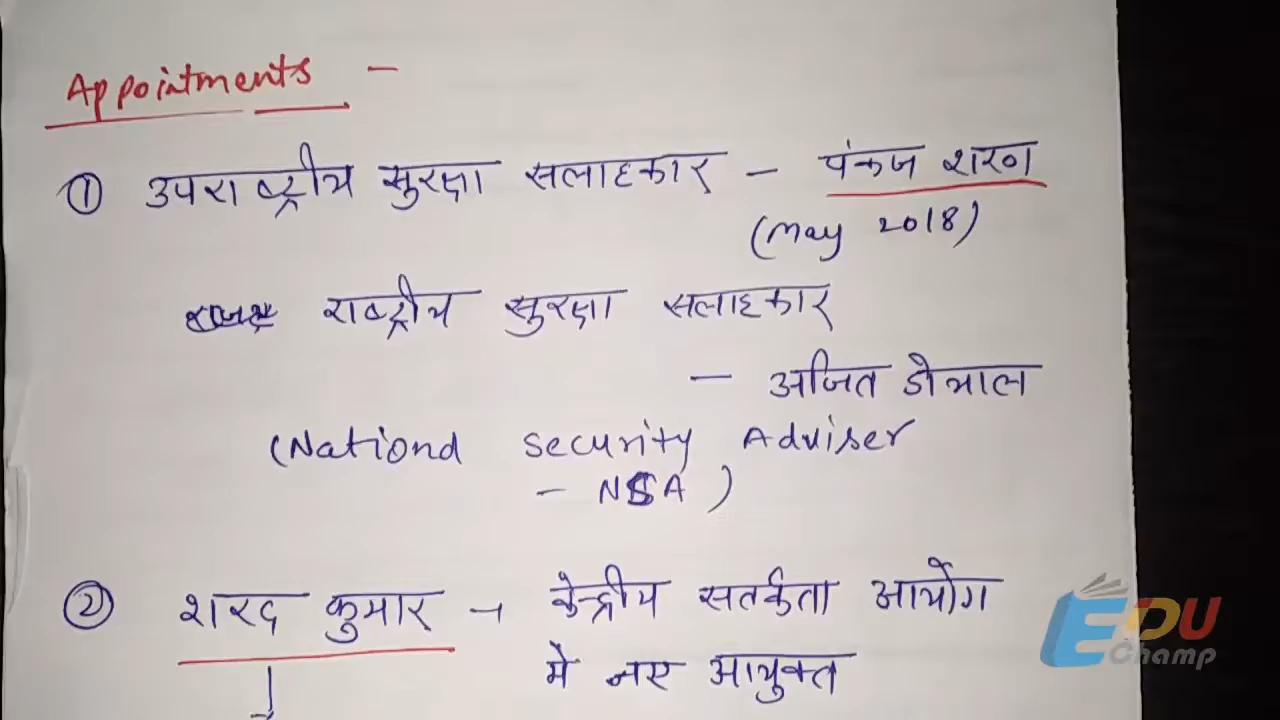 Appointments -
① उपराष्ट्रीय सुरक्षा सलाहकार - पंकज शरण
(May 2018)
राष्ट्रीय सुरक्षा सलाहकार
- अजित डोभाल
(National Security Adviser
- NSA)
② शरद कुमार → केन्द्रीय सतर्कता आयोग
मे नए आयुक्त
EDU
Champ